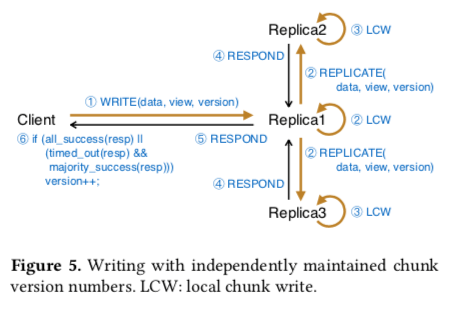 Replica2
③ LCW
④ RESPOND
② REPLICATE(
data, view, version)
① WRITE(data, view, version)
Client
Replica1
② LCW
⑥ if (all_success(resp) ||
(timed_out(resp) &&
majority_success(resp)))
version++;
⑤ RESPOND
② REPLICATE(
data, view, version)
④ RESPOND
Replica3
③ LCW
Figure 5. Writing with independently maintained chunk
version numbers. LCW: local chunk write.